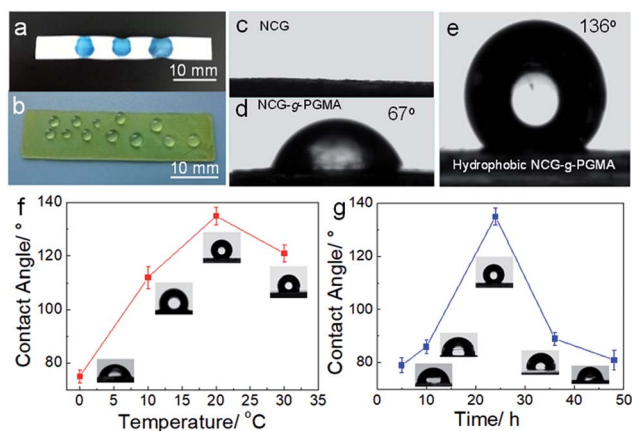 a
10 mm
b
10 mm
c NCG
d NCG-g-PGMA 67°
e 136°
Hydrophobic NCG-g-PGMA
f
140
120
100
80
Contact Angle/ °
0 5 10 15 20 25 30 35
Temperature/ °C
g
140
120
100
80
Contact Angle/ °
0 10 20 30 40 50
Time/ h